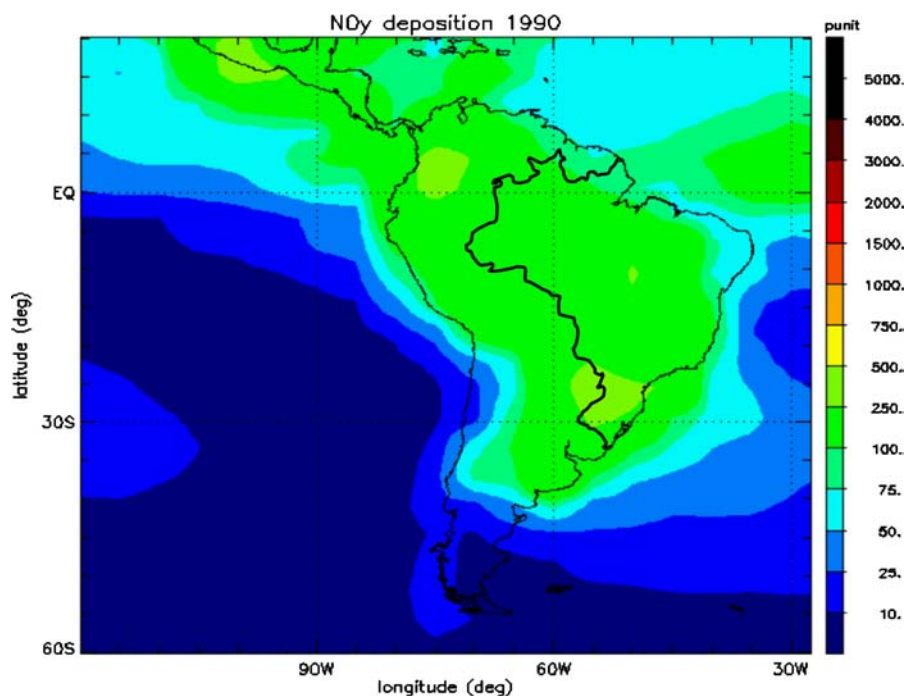 NOy deposition 1990
punit
5000.
4000.
3000.
2000.
1500.
1000.
750.
500.
250.
100.
75.
50.
25.
10.
EQ
30S
60S
latitude (deg)
90W
60W
30W
longitude (deg)